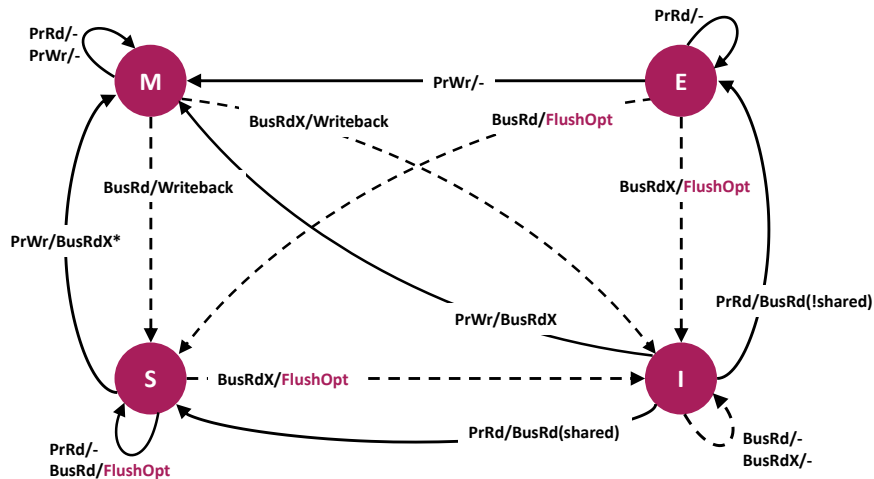 PrRd/-
PrRd/-
PrWr/-
M
PrWr/-
E
BusRdX/Writeback
BusRd/FlushOpt
BusRd/Writeback
BusRdX/FlushOpt
PrWr/BusRdX*
PrRd/BusRd(!shared)
PrWr/BusRdX
S
BusRdX/FlushOpt
I
PrRd/BusRd(shared)
PrRd/-
BusRd/FlushOpt
BusRd/-
BusRdX/-